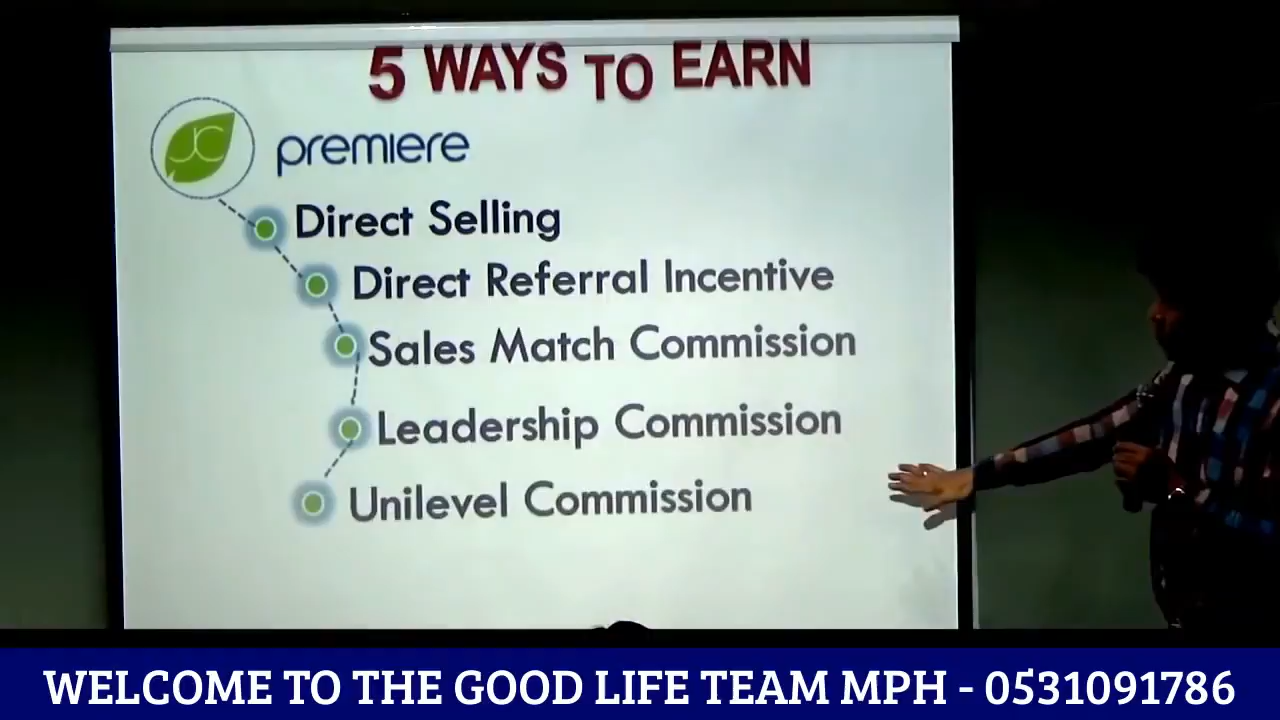 5 WAYS TO EARN
JC
premiere
Direct Selling
Direct Referral Incentive
Sales Match Commission
Leadership Commission
Unilevel Commission
WELCOME TO THE GOOD LIFE TEAM MPH - 0531091786